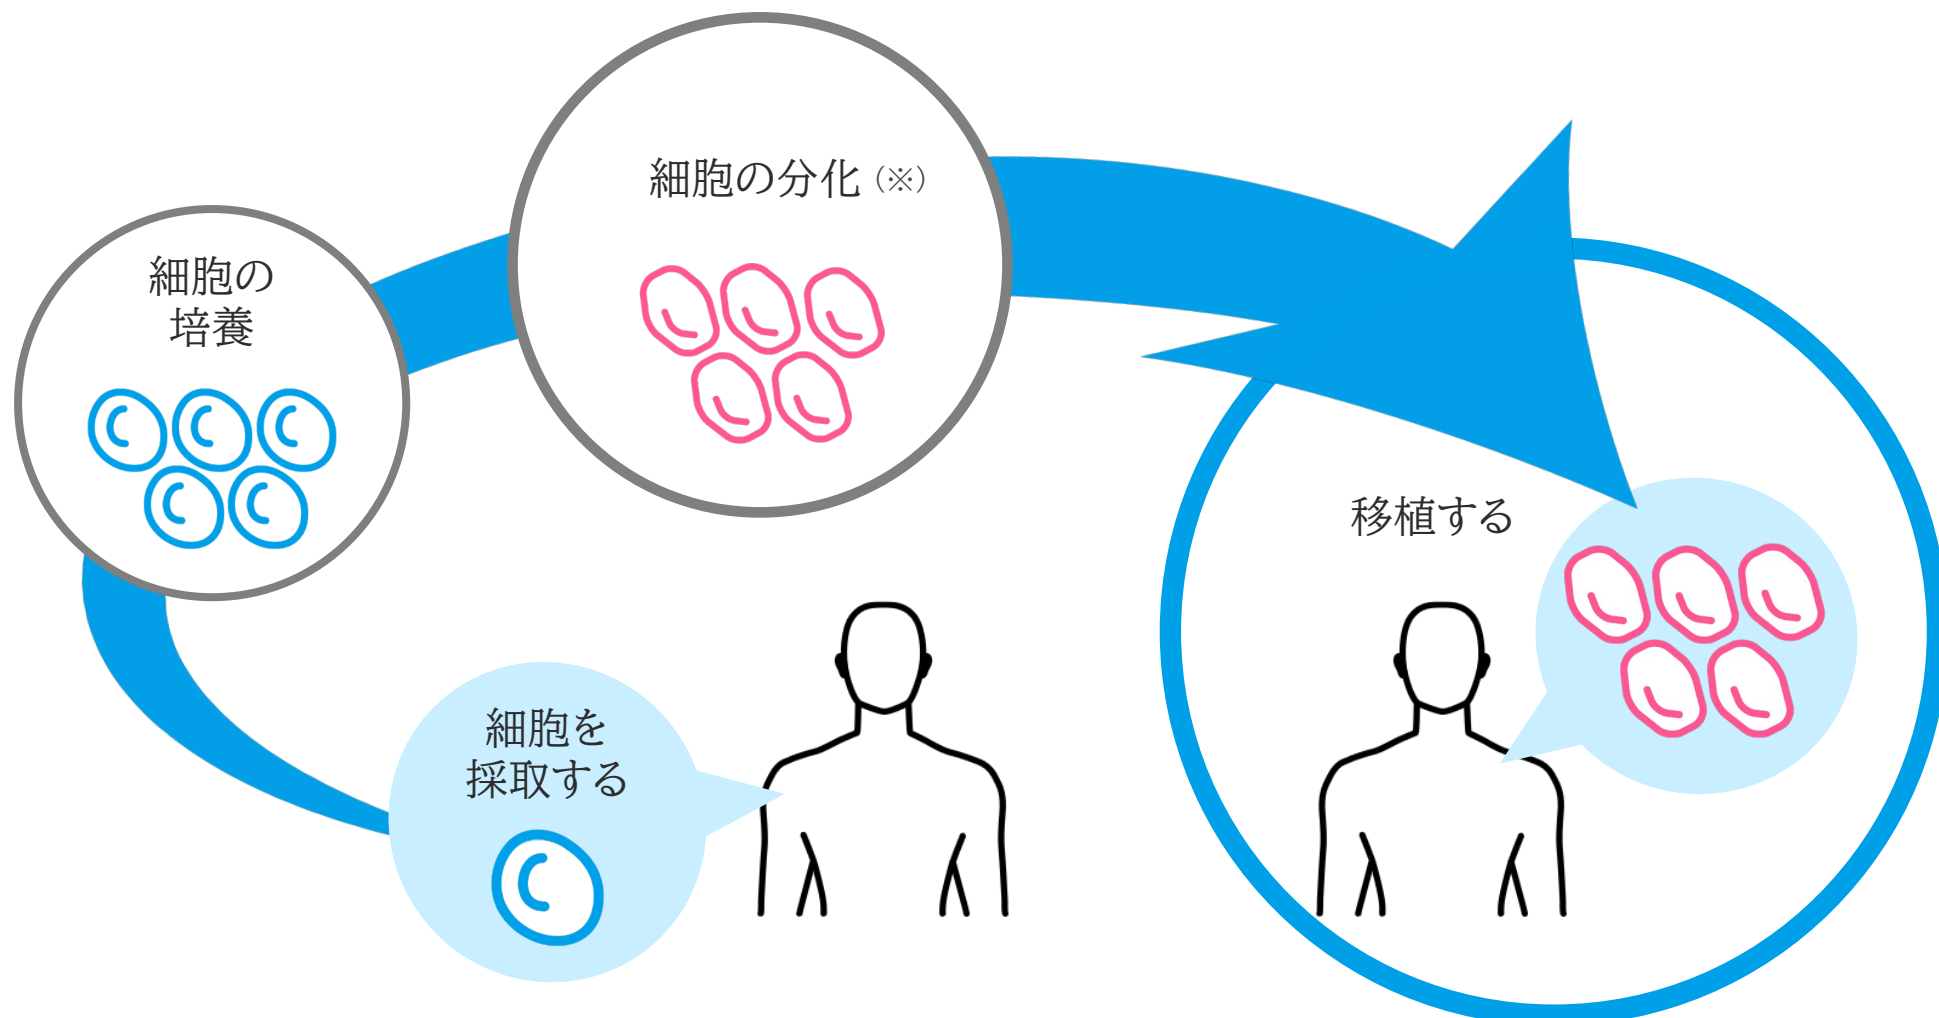 細胞の分化（※）
細胞の
培養
移植する
細胞を
採取する